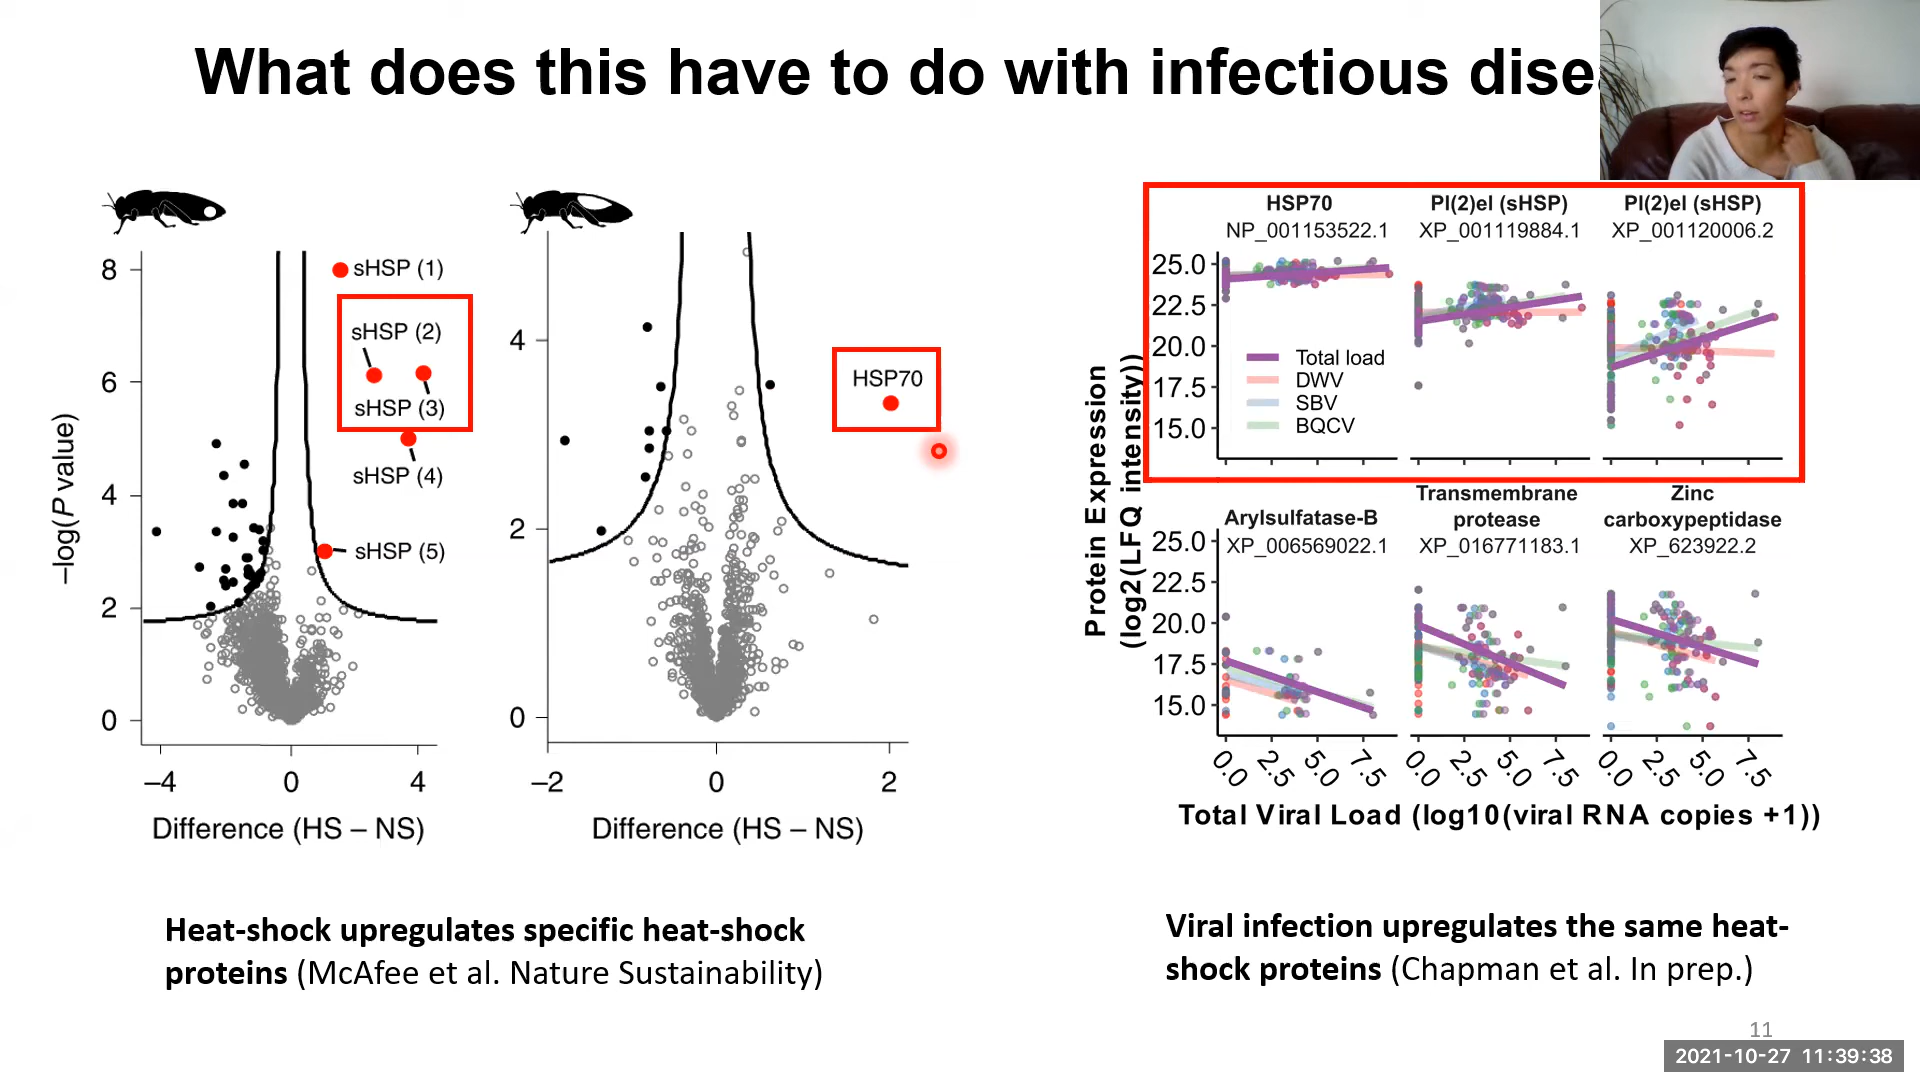 What does this have to do with infectious dise
sHSP (1)
sHSP (2)
sHSP (3)
sHSP (4)
sHSP (5)
8
6
4
2
0
–log(P value)
–4
0
4
Difference (HS – NS)
HSP70
4
2
0
–2
0
2
Difference (HS – NS)
HSP70
NP_001153522.1
Pl(2)el (sHSP)
XP_001119884.1
Pl(2)el (sHSP)
XP_001120006.2
25.0
22.5
20.0
17.5
15.0
Total load
DWV
SBV
BQCV
Protein Expression
(log2(LFQ intensity))
Arylsulfatase-B
XP_006569022.1
Transmembrane
protease
XP_016771183.1
Zinc
carboxypeptidase
XP_623922.2
25.0
22.5
20.0
17.5
15.0
0.0
2.5
5.0
7.5
0.0
2.5
5.0
7.5
0.0
2.5
5.0
7.5
Total Viral Load (log10(viral RNA copies +1))
Heat-shock upregulates specific heat-shock
proteins (McAfee et al. Nature Sustainability)
Viral infection upregulates the same heat-
shock proteins (Chapman et al. In prep.)
11
2021-10-27 11:39:38